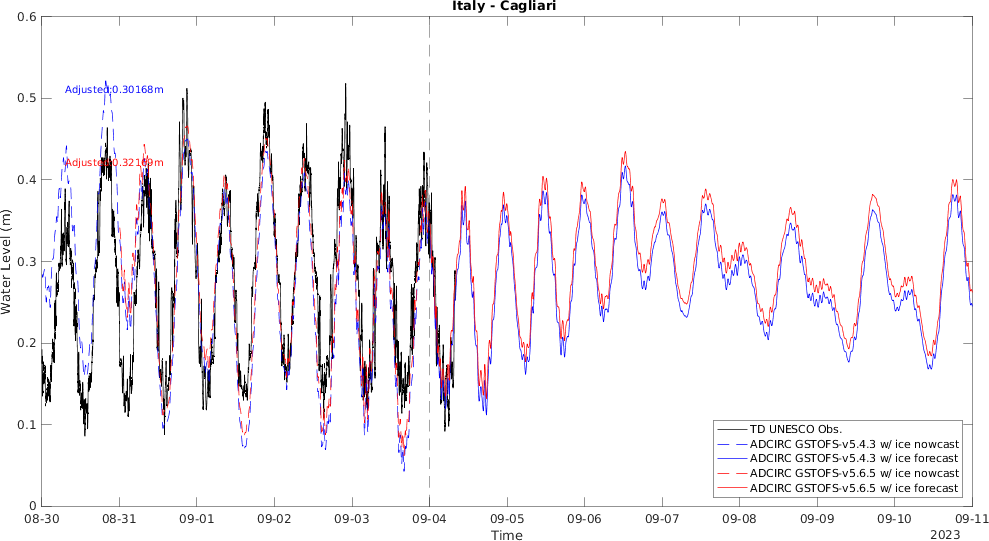 Italy - Cagliari
0.6
0.5
0.4
0.3
0.2
0.1
0
Water Level (m)
Adjusted:0.30168m
Adjusted:0.32109m
TD UNESCO Obs.
ADCIRC GSTOFS-v5.4.3 w/ ice nowcast
ADCIRC GSTOFS-v5.4.3 w/ ice forecast
ADCIRC GSTOFS-v5.6.5 w/ ice nowcast
ADCIRC GSTOFS-v5.6.5 w/ ice forecast
08-30 08-31 09-01 09-02 09-03 09-04 09-05 09-06 09-07 09-08 09-09 09-10 09-11
Time
2023